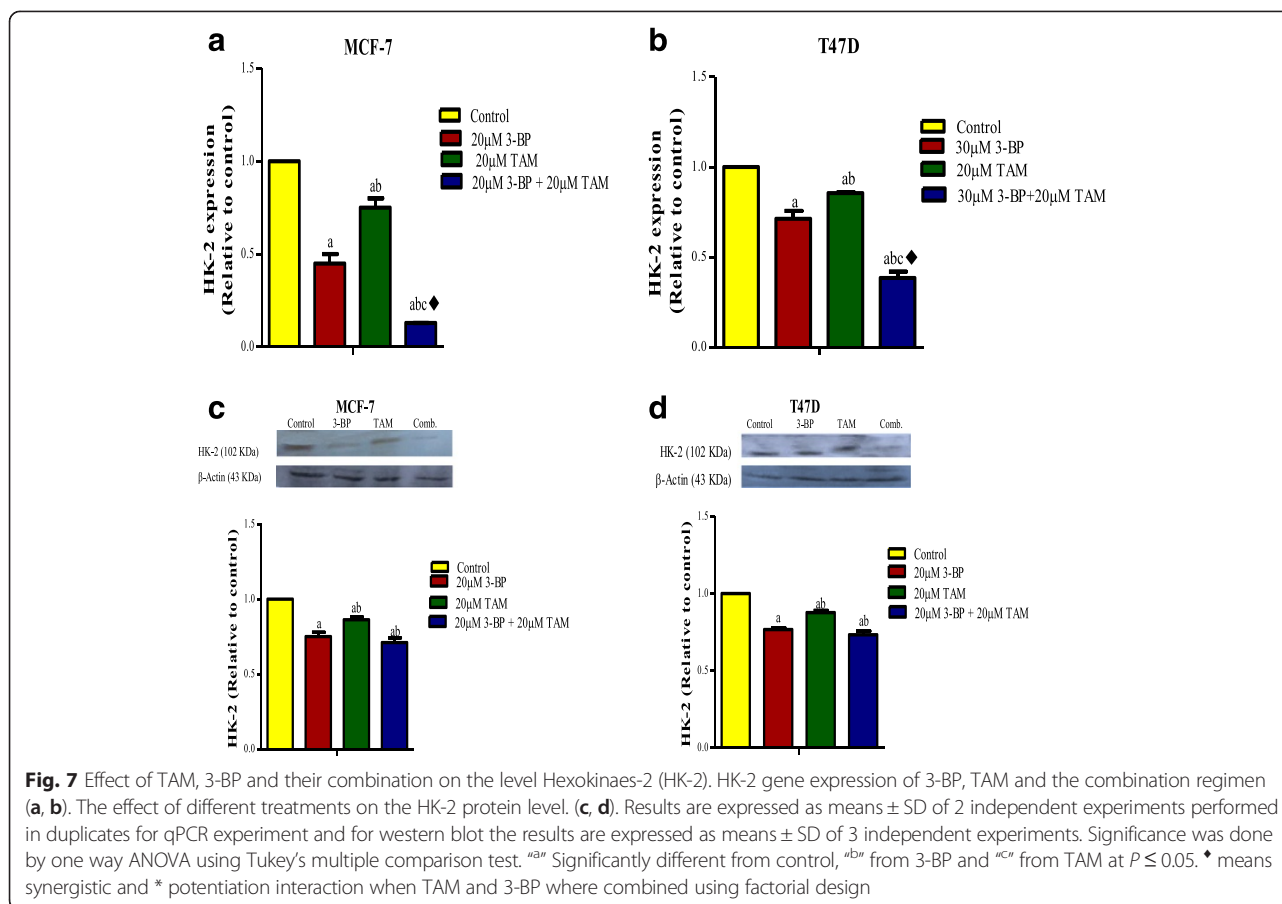 a
MCF-7
HK-2 expression
(Relative to control)
1.5
1.0
0.5
0.0
a
ab
abc♦
Control
20µM 3-BP
20µM TAM
20µM 3-BP + 20µM TAM
b
T47D
HK-2 expression
(Relative to control)
1.5
1.0
0.5
0.0
a
ab
abc♦
Control
30µM 3-BP
20µM TAM
30µM 3-BP+20µM TAM
c
MCF-7
Control 3-BP TAM Comb.
HK-2 (102 KDa)
β-Actin (43 KDa)
HK-2 (Relative to control)
1.5
1.0
0.5
0.0
a
ab
ab
Control
20µM 3-BP
20µM TAM
20µM 3-BP + 20µM TAM
d
T47D
Control 3-BP TAM Comb.
HK-2 (102 KDa)
β-Actin (43 KDa)
HK-2 (Relative to control)
1.5
1.0
0.5
0.0
a
ab
ab
Control
20µM 3-BP
20µM TAM
20µM 3-BP + 20µM TAM
Fig. 7 Effect of TAM, 3-BP and their combination on the level Hexokinaes-2 (HK-2). HK-2 gene expression of 3-BP, TAM and the combination regimen
(a, b). The effect of different treatments on the HK-2 protein level. (c, d). Results are expressed as means ± SD of 2 independent experiments performed
in duplicates for qPCR experiment and for western blot the results are expressed as means ± SD of 3 independent experiments. Significance was done
by one way ANOVA using Tukey's multiple comparison test. "a" Significantly different from control, "b" from 3-BP and "c" from TAM at P ≤ 0.05. ♦ means
synergistic and * potentiation interaction when TAM and 3-BP where combined using factorial design